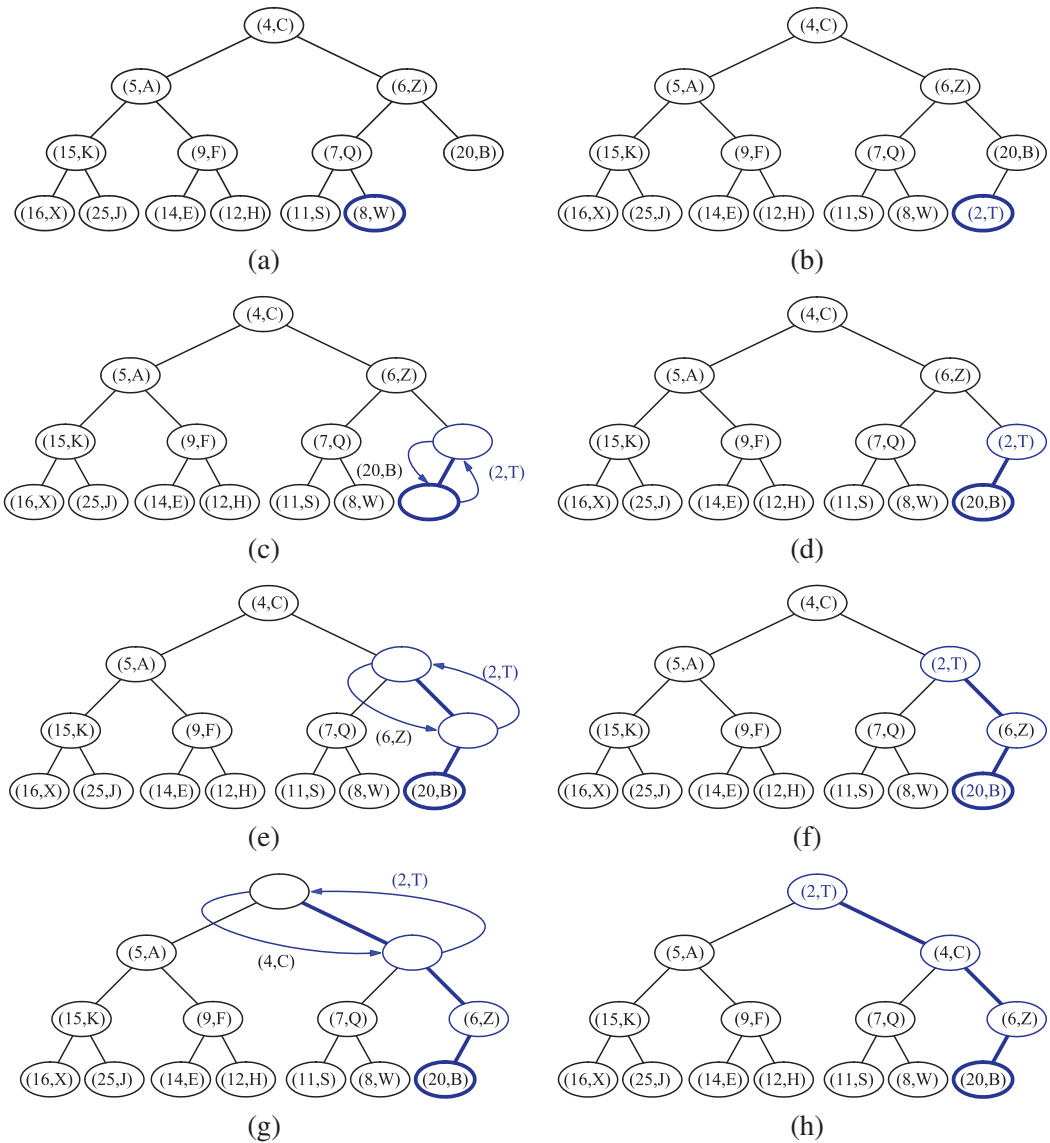 (4,C) (4,C)
(5,A) (6,Z) (5,A) (6,Z)
(15,K) (9,F) (7,Q) (20,B) (15,K) (9,F) (7,Q) (20,B)
(16,X) (25,J) (14,E) (12,H) (11,S) (8,W) (16,X) (25,J) (14,E) (12,H) (11,S) (8,W) (2,T)
(a) (b)
(4,C) (4,C)
(5,A) (6,Z) (5,A) (6,Z)
(15,K) (9,F) (7,Q) (15,K) (9,F) (7,Q) (2,T)
(20,B) (2,T)
(16,X) (25,J) (14,E) (12,H) (11,S) (8,W) (16,X) (25,J) (14,E) (12,H) (11,S) (8,W) (20,B)
(c) (d)
(4,C) (4,C)
(5,A) (2,T) (5,A) (2,T)
(15,K) (9,F) (7,Q) (6,Z) (15,K) (9,F) (7,Q) (6,Z)
(16,X) (25,J) (14,E) (12,H) (11,S) (8,W) (20,B) (16,X) (25,J) (14,E) (12,H) (11,S) (8,W) (20,B)
(e) (f)
(2,T) (2,T)
(5,A) (4,C) (5,A) (4,C)
(15,K) (9,F) (7,Q) (6,Z) (15,K) (9,F) (7,Q) (6,Z)
(16,X) (25,J) (14,E) (12,H) (11,S) (8,W) (20,B) (16,X) (25,J) (14,E) (12,H) (11,S) (8,W) (20,B)
(g) (h)